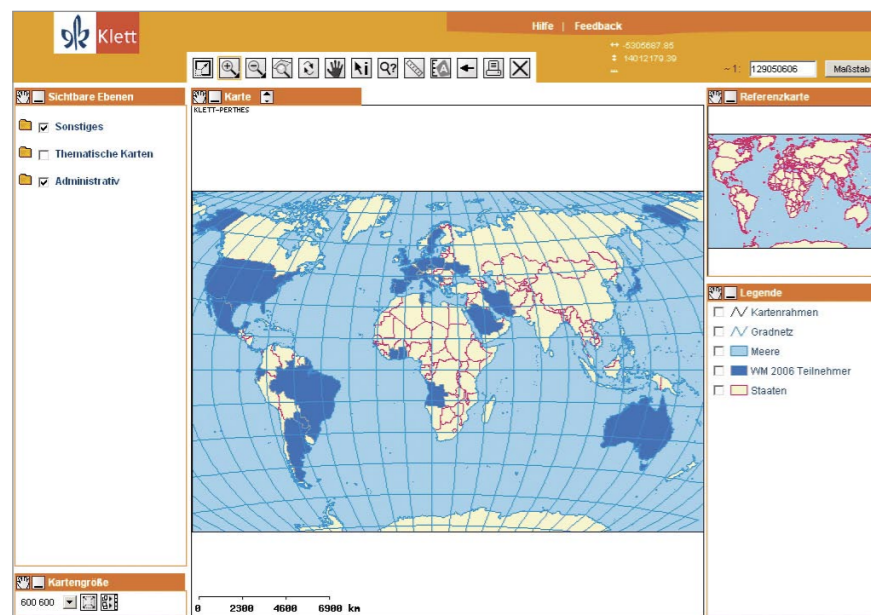 Klett
Hilfe | Feedback
-5305687.85
14012179.39
~ 1: 129050606 Maßstab
Sichtbare Ebenen
Sonstiges
Thematische Karten
Administrativ
Karte
KLETT-PERTHES
0 2300 4600 6900 km
Referenzkarte
Legende
Kartenrahmen
Gradnetz
Meere
WM 2006 Teilnehmer
Staaten
Kartengröße
600 600